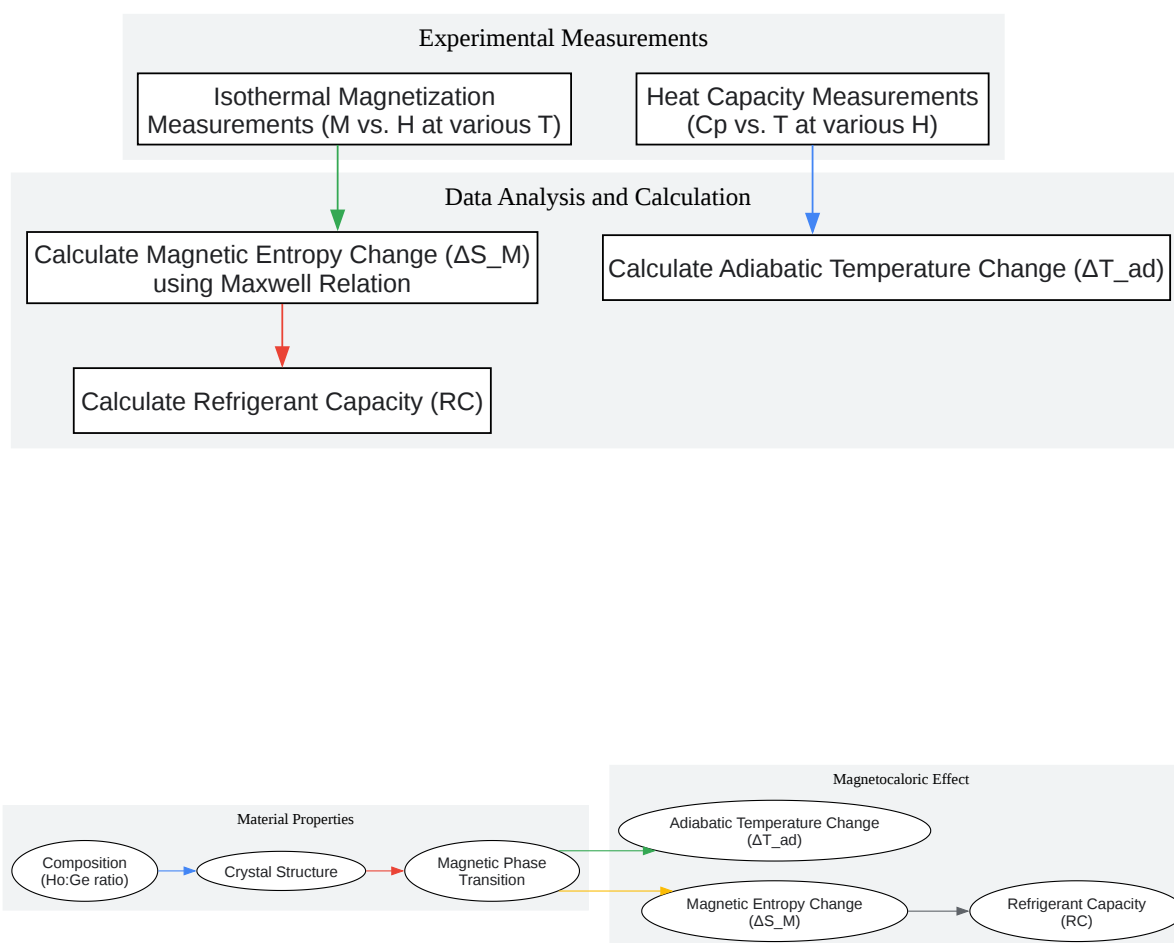 Experimental Measurements
Isothermal Magnetization
Measurements (M vs. H at various T)
Heat Capacity Measurements
(Cp vs. T at various H)
Data Analysis and Calculation
Calculate Magnetic Entropy Change (ΔS_M)
using Maxwell Relation
Calculate Adiabatic Temperature Change (ΔT_ad)
Calculate Refrigerant Capacity (RC)
Material Properties
Composition
(Ho:Ge ratio)
Crystal Structure
Magnetic Phase
Transition
Magnetocaloric Effect
Adiabatic Temperature Change
(ΔT_ad)
Magnetic Entropy Change
(ΔS_M)
Refrigerant Capacity
(RC)